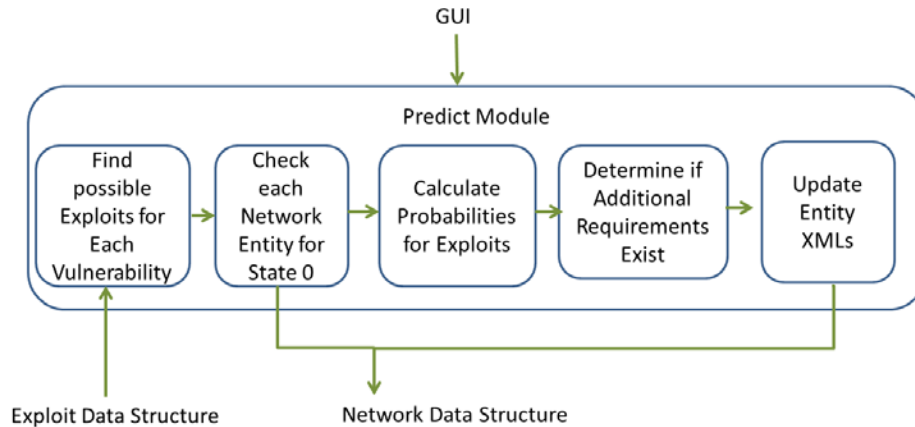 GUI
Predict Module
Find
possible
Exploits for
Each
Vulnerability
Check
each
Network
Entity for
State 0
Calculate
Probabilities
for Exploits
Determine if
Additional
Requirements
Exist
Update
Entity
XMLs
Exploit Data Structure
Network Data Structure